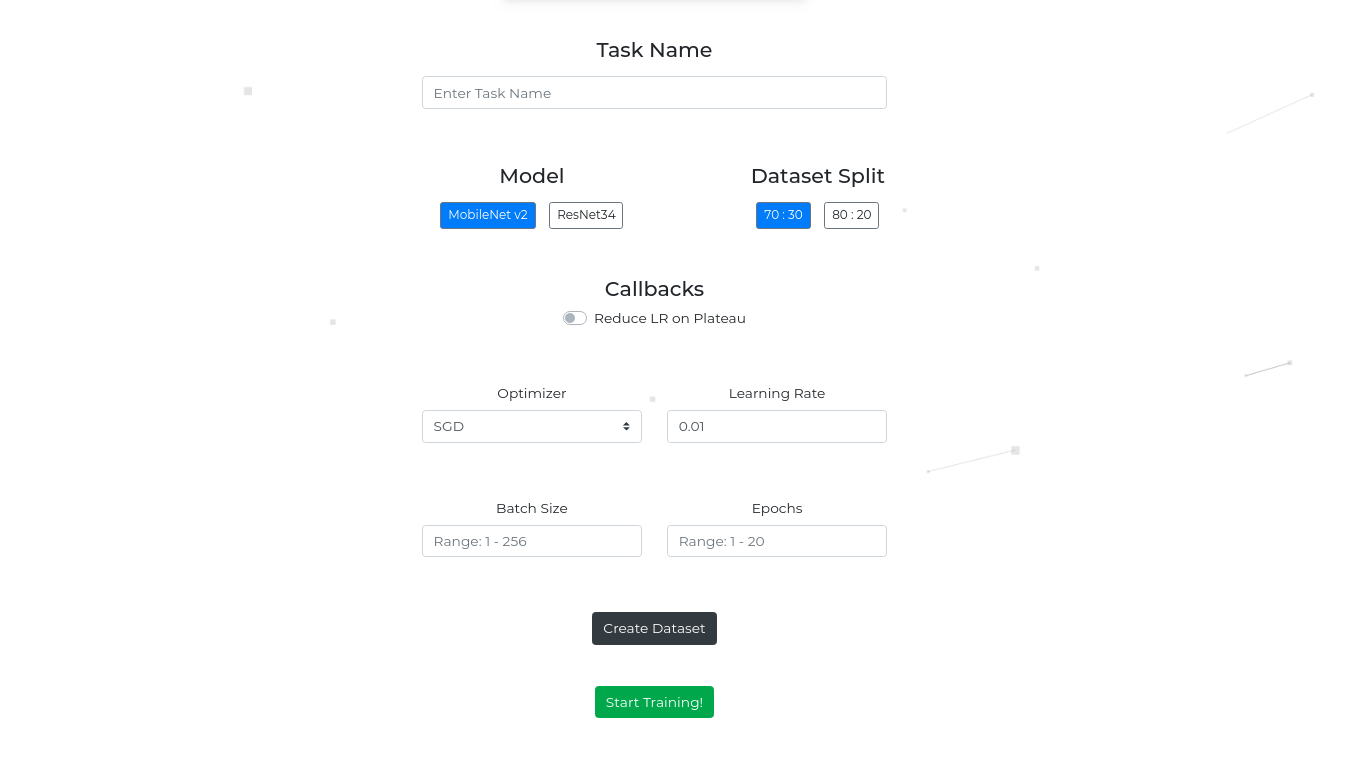 Task Name
Enter Task Name
Model Dataset Split
MobileNet v2 ResNet34 70 : 30 80 : 20
Callbacks
Reduce LR on Plateau
Optimizer Learning Rate
SGD 0.01
Batch Size Epochs
Range: 1 - 256 Range: 1 - 20
Create Dataset
Start Training!